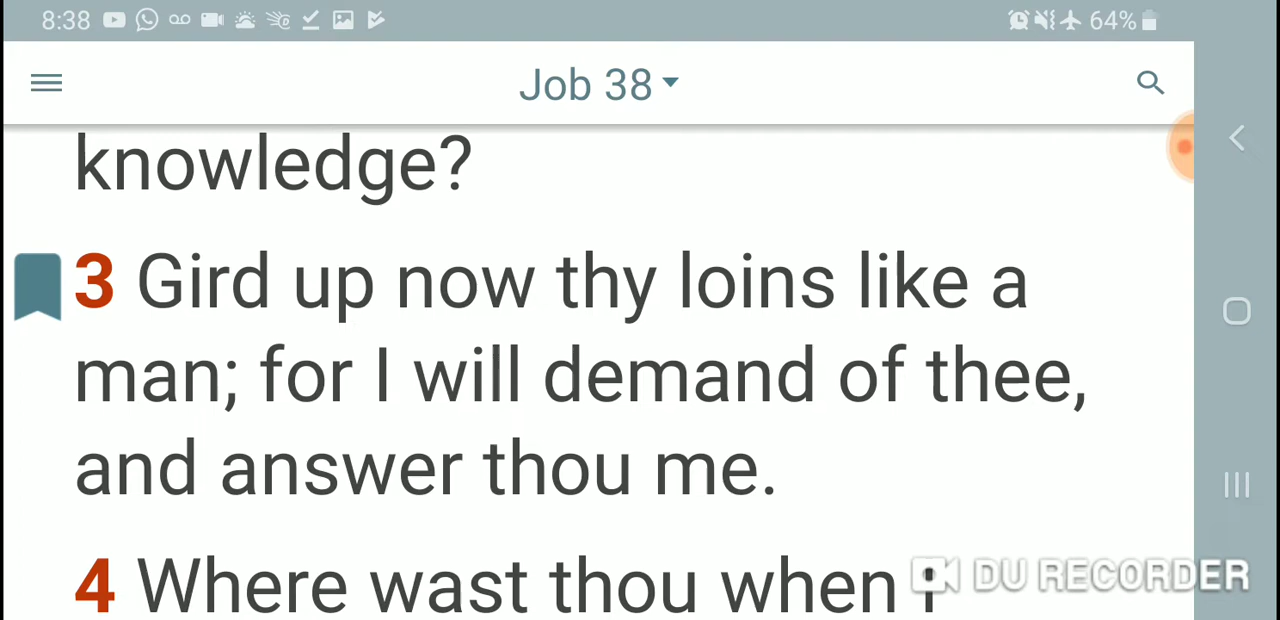 8:38 64%
Job 38
knowledge?
3 Gird up now thy loins like a
man; for I will demand of thee,
and answer thou me.
4 Where wast thou when I
DU RECORDER